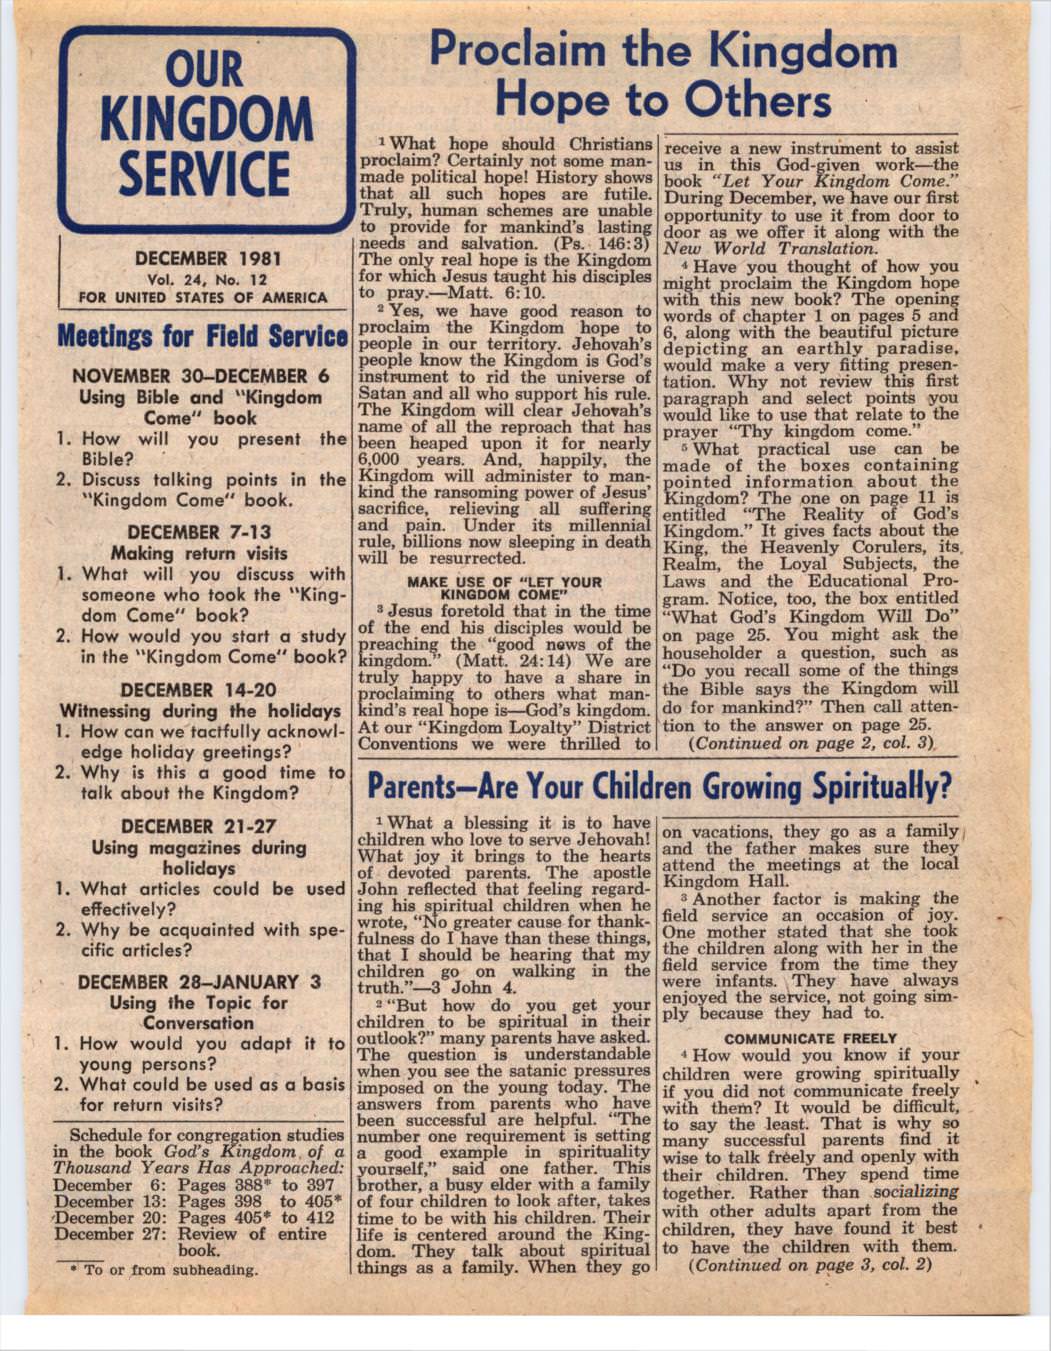 OUR
KINGDOM
SERVICE
DECEMBER 1981
Vol. 24, No. 12
FOR UNITED STATES OF AMERICA
Meetings for Field Service
NOVEMBER 30–DECEMBER 6
Using Bible and "Kingdom
Come" book
1. How will you present the
Bible?
2. Discuss talking points in the
"Kingdom Come" book.
DECEMBER 7-13
Making return visits
1. What will you discuss with
someone who took the "King-
dom Come" book?
2. How would you start a study
in the "Kingdom Come" book?
DECEMBER 14-20
Witnessing during the holidays
1. How can we tactfully acknowl-
edge holiday greetings?
2. Why is this a good time to
talk about the Kingdom?
DECEMBER 21-27
Using magazines during
holidays
1. What articles could be used
effectively?
2. Why be acquainted with spe-
cific articles?
DECEMBER 28–JANUARY 3
Using the Topic for
Conversation
1. How would you adapt it to
young persons?
2. What could be used as a basis
for return visits?
Schedule for congregation studies
in the book God's Kingdom of a
Thousand Years Has Approached:
December 6: Pages 388* to 397
December 13: Pages 398 to 405*
December 20: Pages 405* to 412
December 27: Review of entire
book.
* To or from subheading.
Proclaim the Kingdom
Hope to Others
1 What hope should Christians
proclaim? Certainly not some man-
made political hope! History shows
that all such hopes are futile.
Truly, human schemes are unable
to provide for mankind's lasting
needs and salvation. (Ps. 146:3)
The only real hope is the Kingdom
for which Jesus taught his disciples
to pray.—Matt. 6:10.
2 Yes, we have good reason to
proclaim the Kingdom hope to
people in our territory. Jehovah's
people know the Kingdom is God's
instrument to rid the universe of
Satan and all who support his rule.
The Kingdom will clear Jehovah's
name of all the reproach that has
been heaped upon it for nearly
6,000 years. And, happily, the
Kingdom will administer to man-
kind the ransoming power of Jesus'
sacrifice, relieving all suffering
and pain. Under its millennial
rule, billions now sleeping in death
will be resurrected.
MAKE USE OF "LET YOUR
KINGDOM COME"
3 Jesus foretold that in the time
of the end his disciples would be
preaching the "good news of the
kingdom." (Matt. 24:14) We are
truly happy to have a share in
proclaiming to others what man-
kind's real hope is—God's kingdom.
At our "Kingdom Loyalty" District
Conventions we were thrilled to
receive a new instrument to assist
us in this God-given work—the
book "Let Your Kingdom Come."
During December, we have our first
opportunity to use it from door to
door as we offer it along with the
New World Translation.
4 Have you thought of how you
might proclaim the Kingdom hope
with this new book? The opening
words of chapter 1 on pages 5 and
6, along with the beautiful picture
depicting an earthly paradise,
would make a very fitting presen-
tation. Why not review this first
paragraph and select points you
would like to use that relate to the
prayer "Thy kingdom come."
5 What practical use can be
made of the boxes containing
pointed information about the
Kingdom? The one on page 11 is
entitled "The Reality of God's
Kingdom." It gives facts about the
King, the Heavenly Corulers, its
Realm, the Loyal Subjects, the
Laws and the Educational Pro-
gram. Notice, too, the box entitled
"What God's Kingdom Will Do"
on page 25. You might ask the
householder a question, such as
"Do you recall some of the things
the Bible says the Kingdom will
do for mankind?" Then call atten-
tion to the answer on page 25.
(Continued on page 2, col. 3)
Parents—Are Your Children Growing Spiritually?
1 What a blessing it is to have
children who love to serve Jehovah!
What joy it brings to the hearts
of devoted parents. The apostle
John reflected that feeling regard-
ing his spiritual children when he
wrote, "No greater cause for thank-
fulness do I have than these things,
that I should be hearing that my
children go on walking in the
truth."—3 John 4.
2 "But how do you get your
children to be spiritual in their
outlook?" many parents have asked.
The question is understandable
when you see the satanic pressures
imposed on the young today. The
answers from parents who have
been successful are helpful. "The
number one requirement is setting
a good example in spirituality
yourself," said one father. This
brother, a busy elder with a family
of four children to look after, takes
time to be with his children. Their
life is centered around the King-
dom. They talk about spiritual
things as a family. When they go
on vacations, they go as a family
and the father makes sure they
attend the meetings at the local
Kingdom Hall.
3 Another factor is making the
field service an occasion of joy.
One mother stated that she took
the children along with her in the
field service from the time they
were infants. They have always
enjoyed the service, not going sim-
ply because they had to.
COMMUNICATE FREELY
4 How would you know if your
children were growing spiritually
if you did not communicate freely
with them? It would be difficult,
to say the least. That is why so
many successful parents find it
wise to talk freely and openly with
their children. They spend time
together. Rather than socializing
with other adults apart from the
children, they have found it best
to have the children with them.
(Continued on page 3, col. 2)